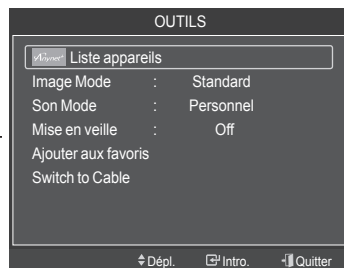 OUTILS
Anynet+ Liste appareils
Image Mode : Standard
Son Mode : Personnel
Mise en veille : Off
Ajouter aux favoris
Switch to Cable
Dépl. Intro. Quitter